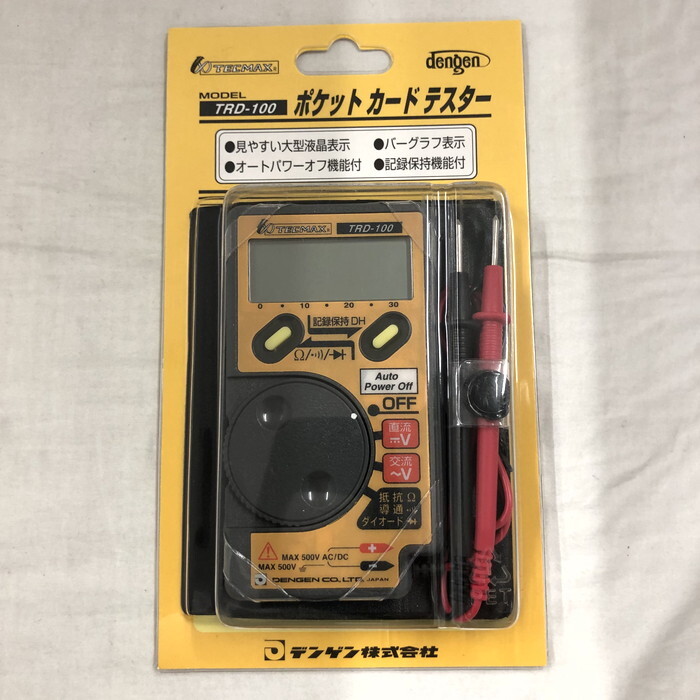 TECMAX®
dengen
MODEL
TRD-100
ポケットカードテスター
●見やすい大型液晶表示 ●バーグラフ表示
●オートパワーオフ機能付 ●記録保持機能付
TECMAX® TRD-100
0 • 10 • 20 • 30
記録保持 DH
Ω/•))/
Auto
Power Off
OFF
直流
V
交流
~V
抵抗 Ω
導通 •))
ダイオード
MAX 500V AC/DC +
MAX 500V −
DENGEN CO., LTD. JAPAN
デンゲン株式会社